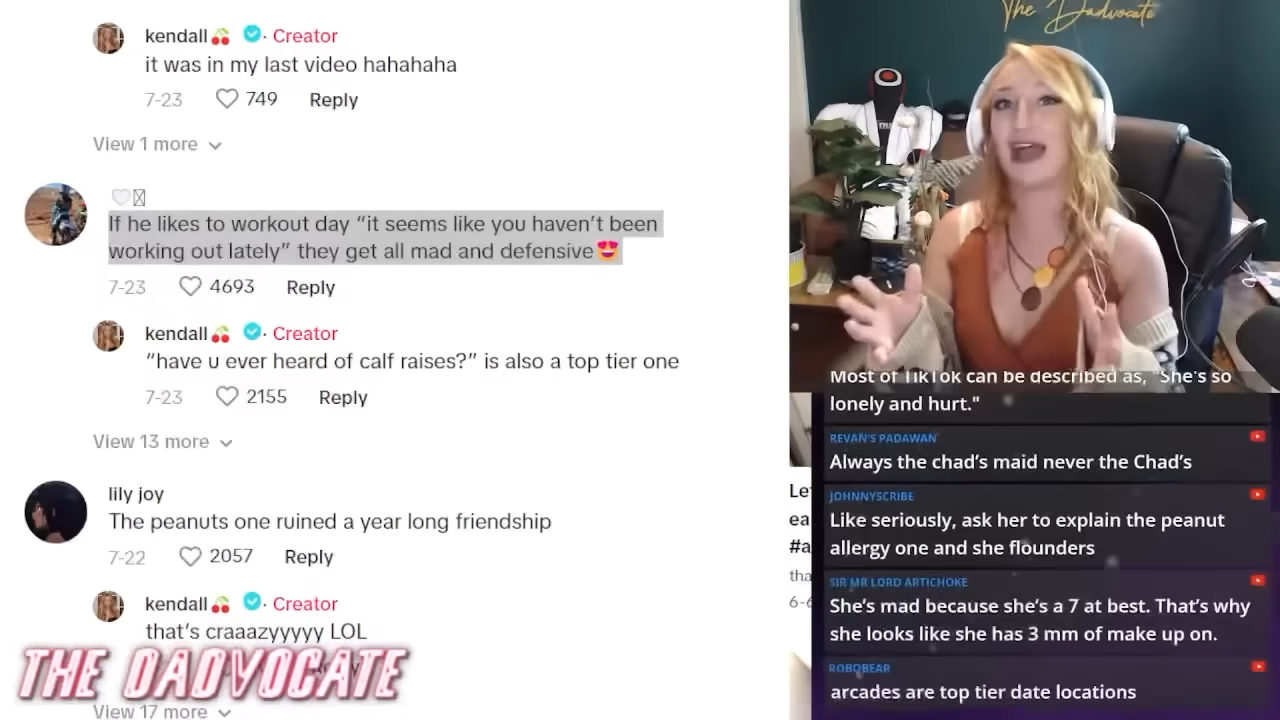 kendall🍒 · Creator
it was in my last video hahahaha
7-23 749 Reply
View 1 more
🤍
If he likes to workout day “it seems like you haven’t been
working out lately” they get all mad and defensive😍
7-23 4693 Reply
kendall🍒 · Creator
“have u ever heard of calf raises?” is also a top tier one
7-23 2155 Reply
View 13 more
lily joy
The peanuts one ruined a year long friendship
7-22 2057 Reply
kendall🍒 · Creator
that’s craaazyyyyy LOL
THE DADVOCATE
View 17 more
The Dadvocate
Most of TikTok can be described as, "She's so
lonely and hurt."
REVAN'S PADAWAN
Always the chad’s maid never the Chad’s
JOHNNYSCRIBE
Like seriously, ask her to explain the peanut
allergy one and she flounders
SIR MR LORD ARTICHOKE
She’s mad because she’s a 7 at best. That’s why
she looks like she has 3 mm of make up on.
ROBOBEAR
arcades are top tier date locations
Le
ea
#a
tha
6-6